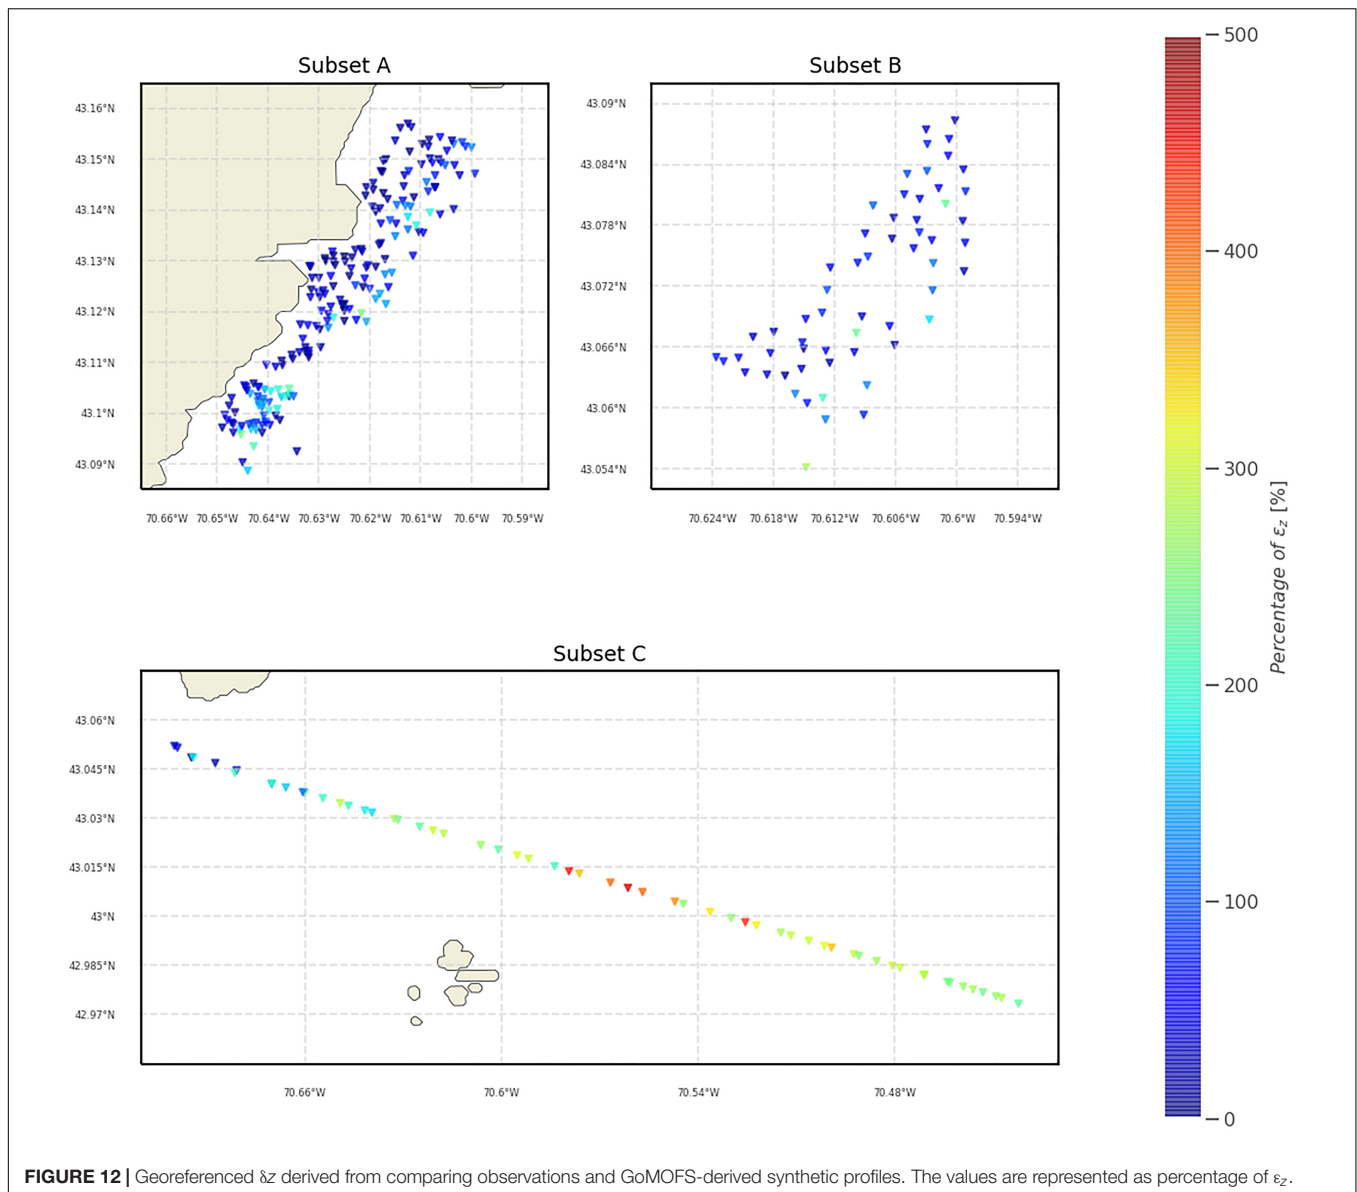 Subset A
43.16°N
43.15°N
43.14°N
43.13°N
43.12°N
43.11°N
43.1°N
43.09°N
70.66°W 70.65°W 70.64°W 70.63°W 70.62°W 70.61°W 70.6°W 70.59°W
Subset B
43.09°N
43.084°N
43.078°N
43.072°N
43.066°N
43.06°N
43.054°N
70.624°W 70.618°W 70.612°W 70.606°W 70.6°W 70.594°W
Subset C
43.06°N
43.045°N
43.03°N
43.015°N
43°N
42.985°N
42.97°N
70.66°W 70.6°W 70.54°W 70.48°W
500
400
300
200
100
0
Percentage of εz [%]
FIGURE 12 | Georeferenced δz derived from comparing observations and GoMOFS-derived synthetic profiles. The values are represented as percentage of εz.